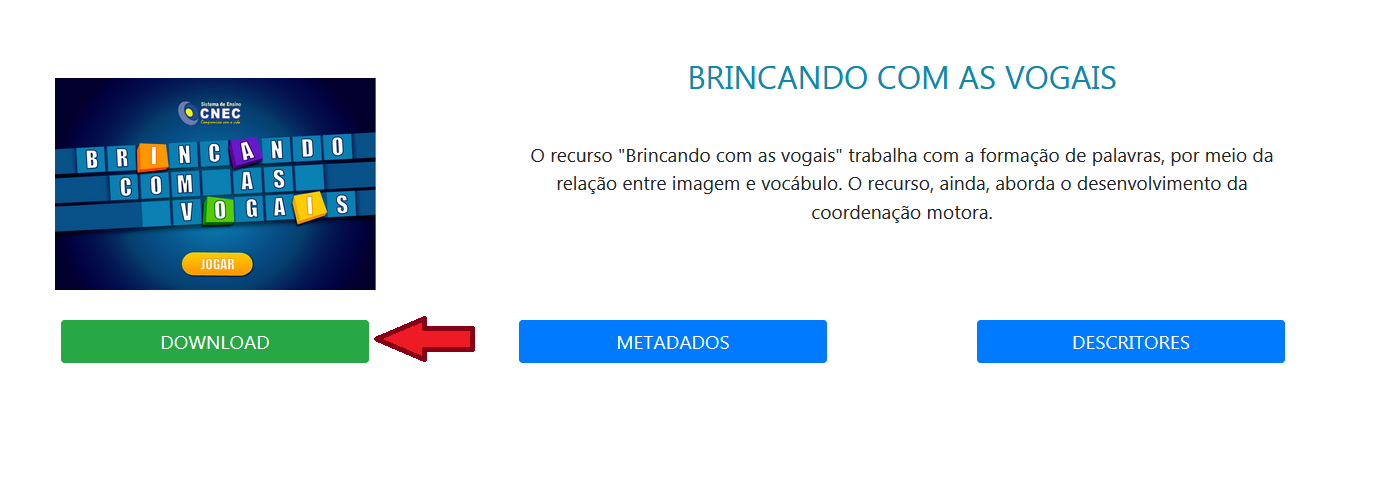 BRINCANDO COM AS VOGAIS
Sistema de Ensino
CNEC
Compromisso com a vida
BRINCANDO
COM AS
VOGAIS
JOGAR
O recurso "Brincando com as vogais" trabalha com a formação de palavras, por meio da
relação entre imagem e vocábulo. O recurso, ainda, aborda o desenvolvimento da
coordenação motora.
DOWNLOAD
METADADOS
DESCRITORES